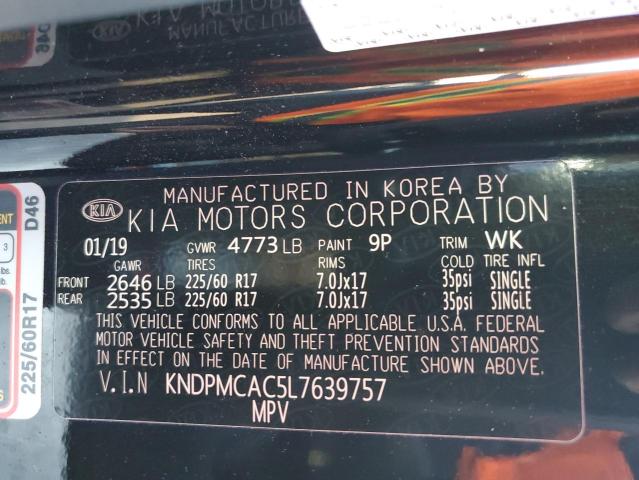 MANUFACTURED IN KOREA BY
KIA KIA MOTORS CORPORATION
01/19 GVWR 4773 LB PAINT 9P TRIM WK
GAWR TIRES RIMS COLD TIRE INFL
FRONT 2646 LB 225/60 R17 7.0Jx17 35psi SINGLE
REAR 2535 LB 225/60 R17 7.0Jx17 35psi SINGLE
THIS VEHICLE CONFORMS TO ALL APPLICABLE U.S.A. FEDERAL
MOTOR VEHICLE SAFETY AND THEFT PREVENTION STANDARDS
IN EFFECT ON THE DATE OF MANUFACTURE SHOWN ABOVE.
V.I.N KNDPMCAC5L7639757
MPV
D46
3
lbs.
225/60R17